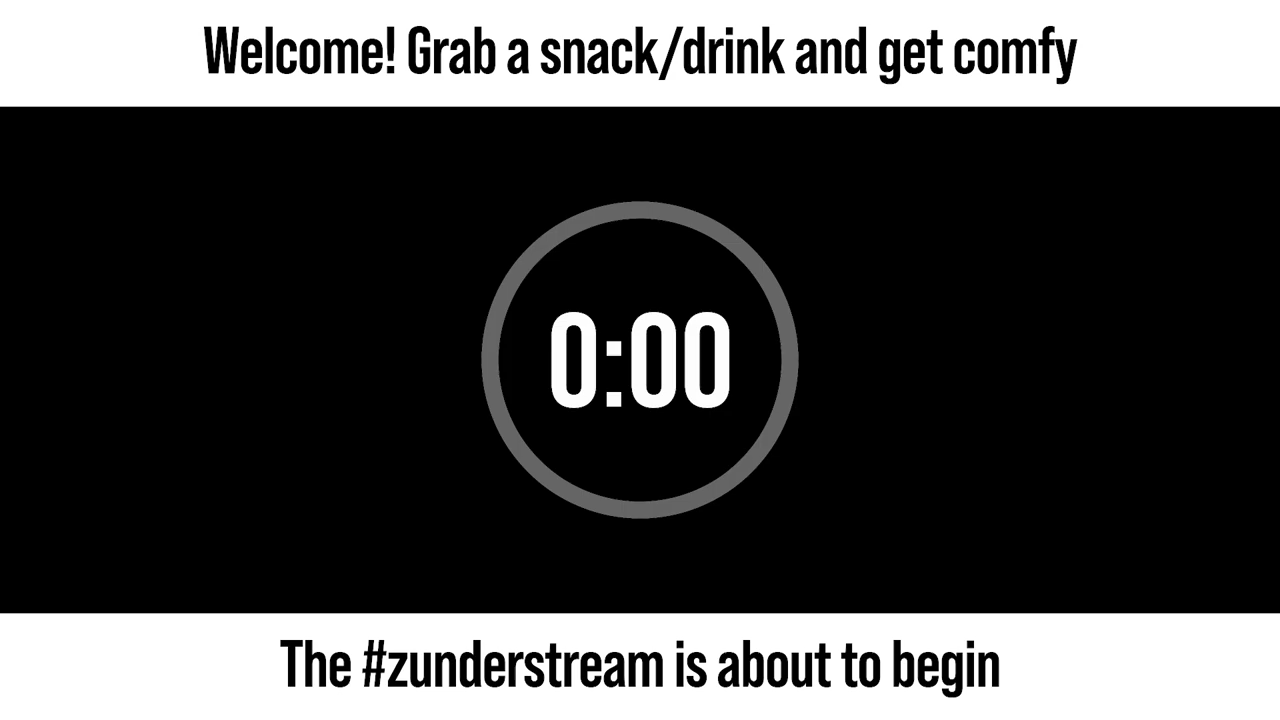 Welcome! Grab a snack/drink and get comfy
0:00
The #zunderstream is about to begin